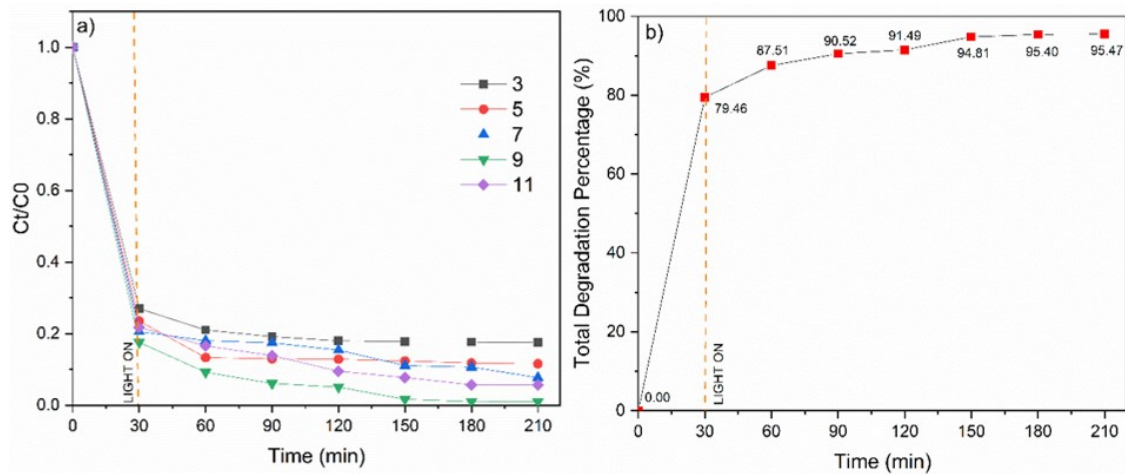 a)
1.0
0.8
0.6
0.4
0.2
0.0
Ct/C0
3
5
7
9
11
LIGHT ON
0 30 60 90 120 150 180 210
Time (min)
b)
100
80
60
40
20
0
Total Degradation Percentage (%)
0.00
79.46
87.51
90.52
91.49
94.81
95.40
95.47
LIGHT ON
0 30 60 90 120 150 180 210
Time (min)